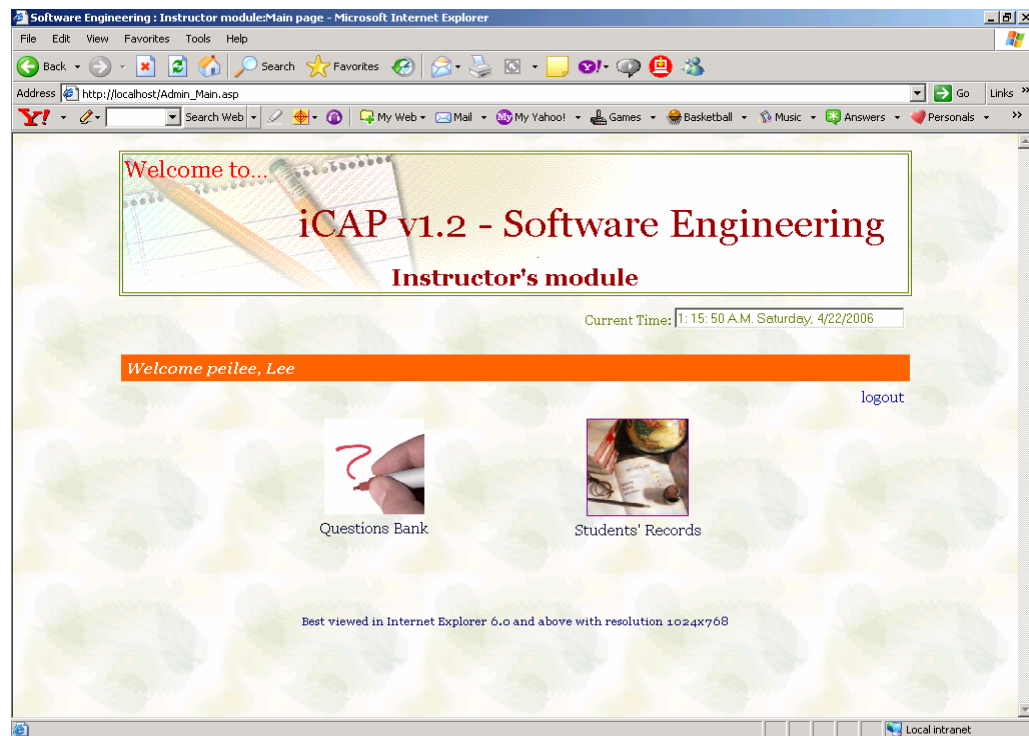 Software Engineering : Instructor module:Main page - Microsoft Internet Explorer
File Edit View Favorites Tools Help
Back Search Favorites
Address http://localhost/Admin_Main.asp Go Links »
Y! Search Web My Web Mail My Yahoo! Games Basketball Music Answers Personals »
Welcome to...
iCAP v1.2 - Software Engineering
Instructor's module
Current Time: 1: 15: 50 A.M. Saturday, 4/22/2006
Welcome peilee, Lee
logout
Questions Bank Students' Records
Best viewed in Internet Explorer 6.0 and above with resolution 1024x768
Local intranet